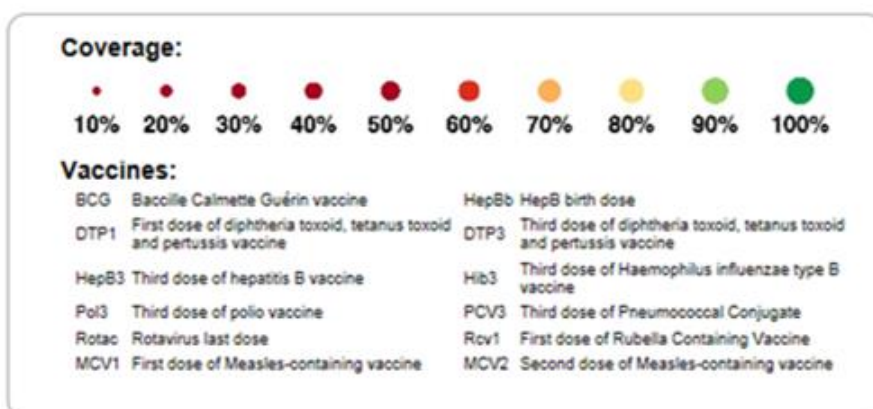 Coverage:
10% 20% 30% 40% 50% 60% 70% 80% 90% 100%
Vaccines:
BCG Baccille Calmette Guérin vaccine
HepBb HepB birth dose
DTP1 First dose of diphtheria toxoid, tetanus toxoid
and pertussis vaccine
DTP3 Third dose of diphtheria toxoid, tetanus toxoid
and pertussis vaccine
HepB3 Third dose of hepatitis B vaccine
Hib3 Third dose of Haemophilus influenzae type B
vaccine
Pol3 Third dose of polio vaccine
PCV3 Third dose of Pneumococcal Conjugate
Rotac Rotavirus last dose
Rcv1 First dose of Rubella Containing Vaccine
MCV1 First dose of Measles-containing vaccine
MCV2 Second dose of Measles-containing vaccine